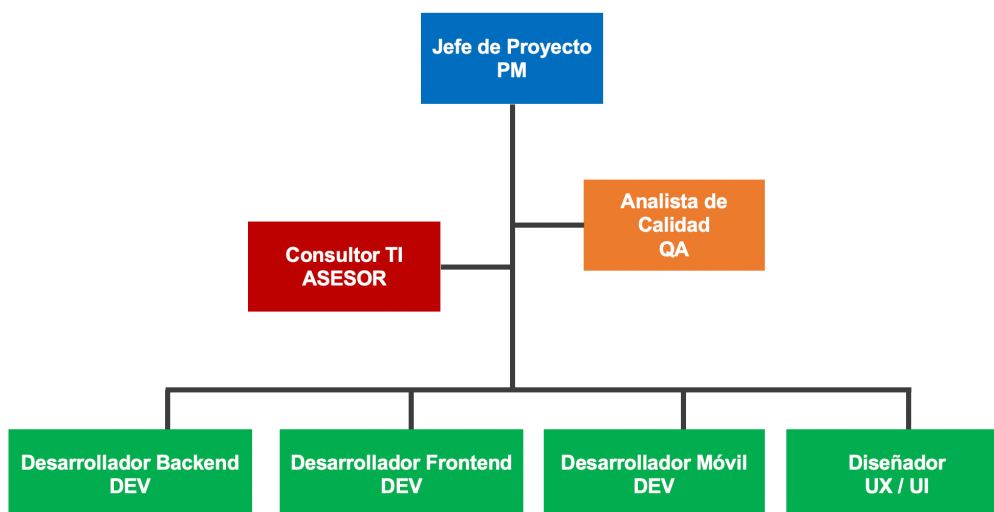 Jefe de Proyecto
PM
Analista de
Calidad
QA
Consultor TI
ASESOR
Desarrollador Backend
DEV
Desarrollador Frontend
DEV
Desarrollador Móvil
DEV
Diseñador
UX / UI